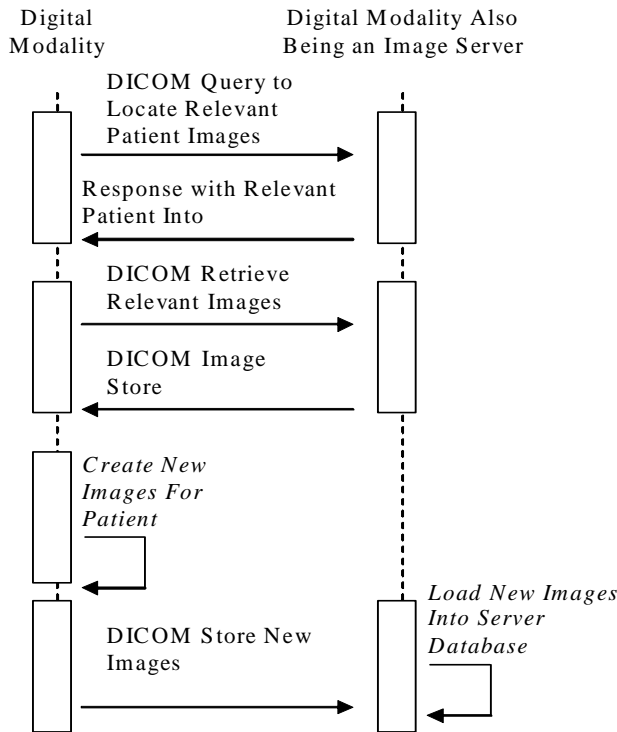 Digital
Modality
Digital Modality Also
Being an Image Server
DICOM Query to
Locate Relevant
Patient Images
Response with Relevant
Patient Into
DICOM Retrieve
Relevant Images
DICOM Image
Store
Create New
Images For
Patient
Load New Images
Into Server
Database
DICOM Store New
Images